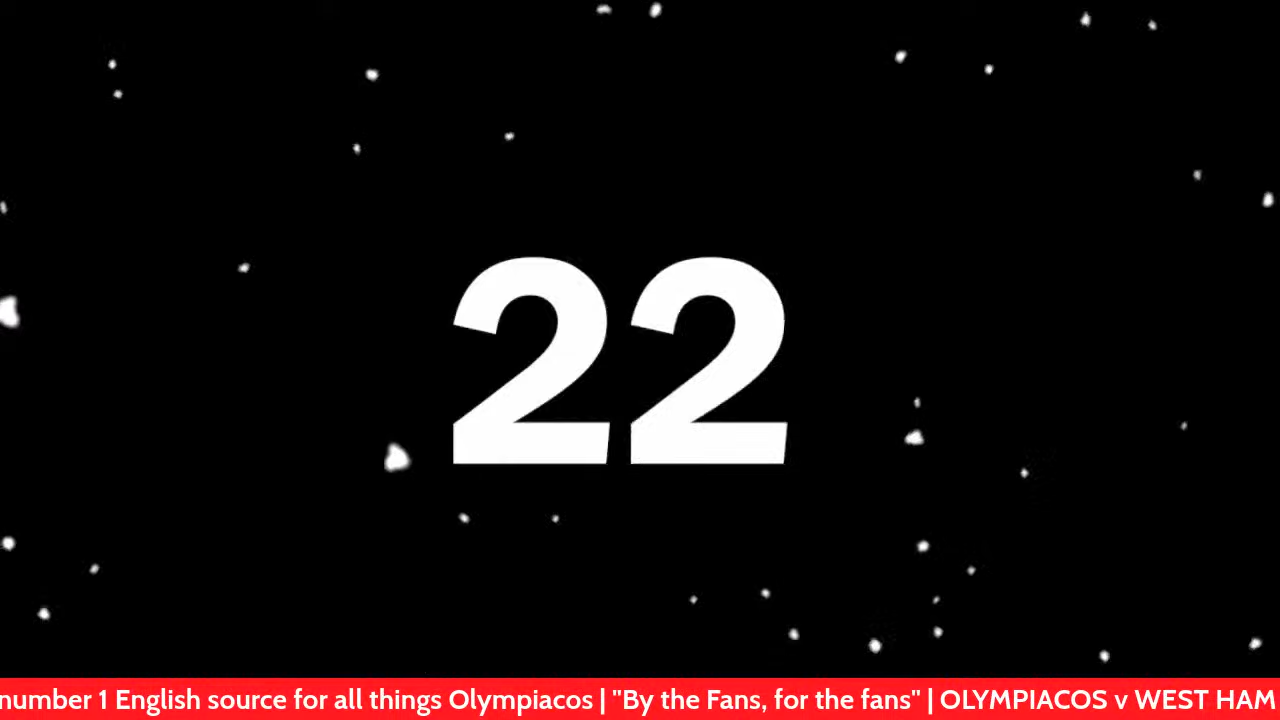 22
number 1 English source for all things Olympiacos | "By the Fans, for the fans" | OLYMPIACOS v WEST HAM